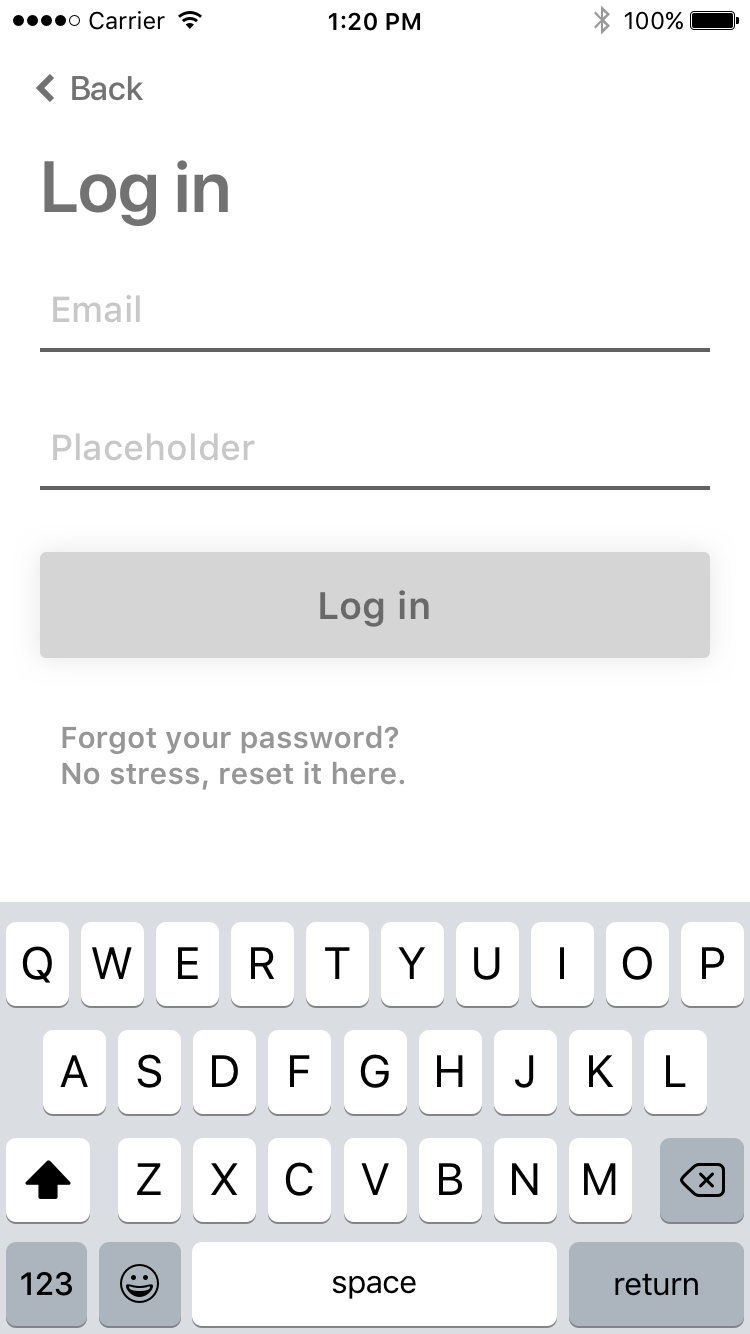 Carrier 1:20 PM 100%
Back
Log in
Email
Placeholder
Log in
Forgot your password?
No stress, reset it here.
Q W E R T Y U I O P
A S D F G H J K L
Z X C V B N M
123 space return